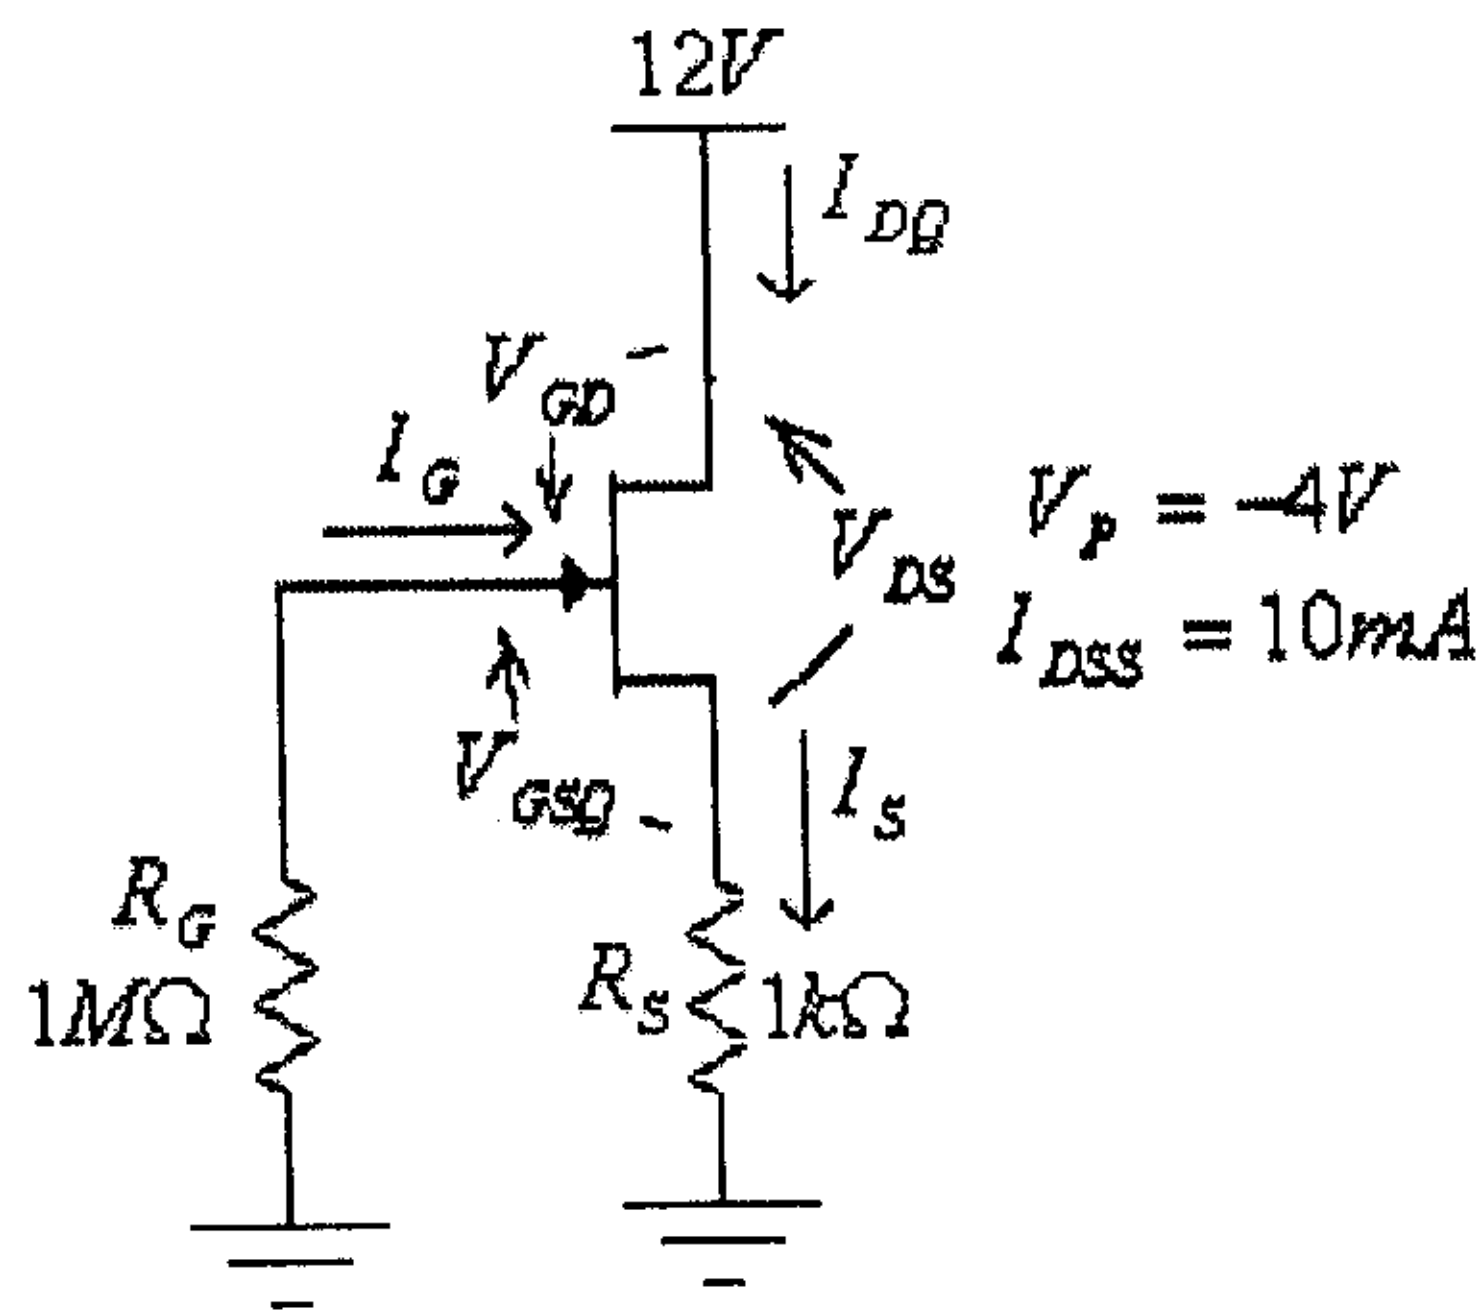 12V
I_DQ
V_GD
I_G
V_DS
V_p = -4V
I_DSS = 10mA
V_GSQ
I_S
R_G
1MΩ
R_S
1kΩ